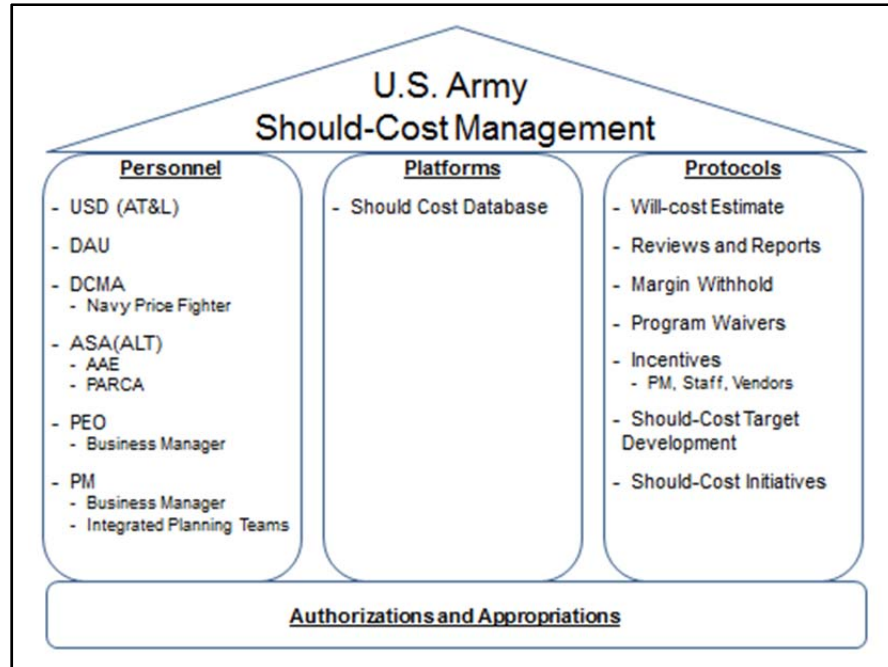 U.S. Army
Should-Cost Management
Personnel
- USD (AT&L)
- DAU
- DCMA
- Navy Price Fighter
- ASA(ALT)
- AAE
- PARCA
- PEO
- Business Manager
- PM
- Business Manager
- Integrated Planning Teams
Platforms
- Should Cost Database
Protocols
- Will-cost Estimate
- Reviews and Reports
- Margin Withhold
- Program Waivers
- Incentives
- PM, Staff, Vendors
- Should-Cost Target
Development
- Should-Cost Initiatives
Authorizations and Appropriations